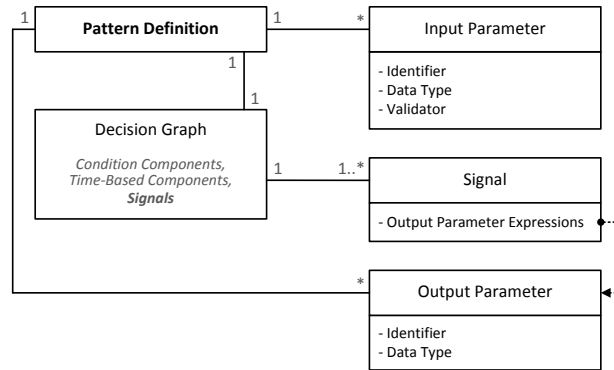 1
Pattern Definition
1
*
Input Parameter
- Identifier
- Data Type
- Validator
1
1
Decision Graph
Condition Components,
Time-Based Components,
Signals
1
1..*
Signal
- Output Parameter Expressions
*
Output Parameter
- Identifier
- Data Type